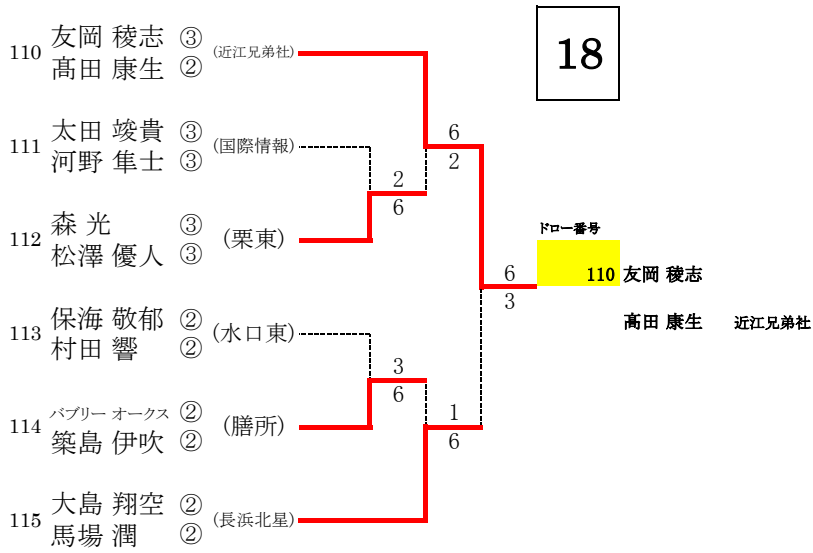 18
110 友岡 稜志 ③ (近江兄弟社)
髙田 康生 ②
111 太田 竣貴 ③ (国際情報)
河野 隼士 ③
112 森 光 ③ (栗東)
松澤 優人 ③
113 保海 敬郁 ② (水口東)
村田 響 ②
114 バブリー オークス ② (膳所)
築島 伊吹 ②
115 大島 翔空 ② (長浜北星)
馬場 潤 ②
2
6
3
6
6
2
1
6
6
3
ドロー番号
110 友岡 稜志
髙田 康生 近江兄弟社